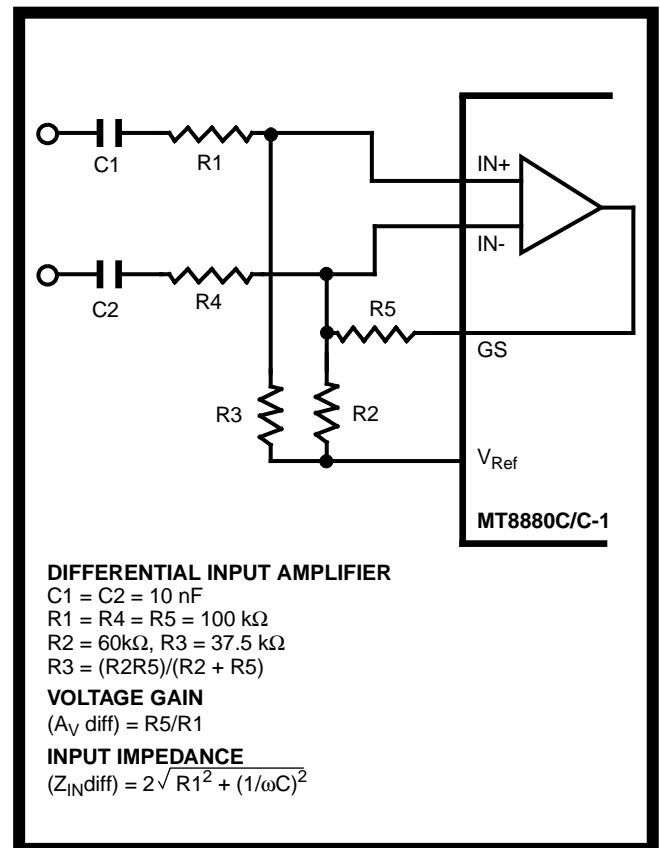 C1
R1
IN+
IN-
C2
R4
R5
GS
R3
R2
VRef
MT8880C/C-1
DIFFERENTIAL INPUT AMPLIFIER
C1 = C2 = 10 nF
R1 = R4 = R5 = 100 kΩ
R2 = 60kΩ, R3 = 37.5 kΩ
R3 = (R2R5)/(R2 + R5)
VOLTAGE GAIN
(AV diff) = R5/R1
INPUT IMPEDANCE
(ZINdiff) = 2√ R1² + (1/ωC)²